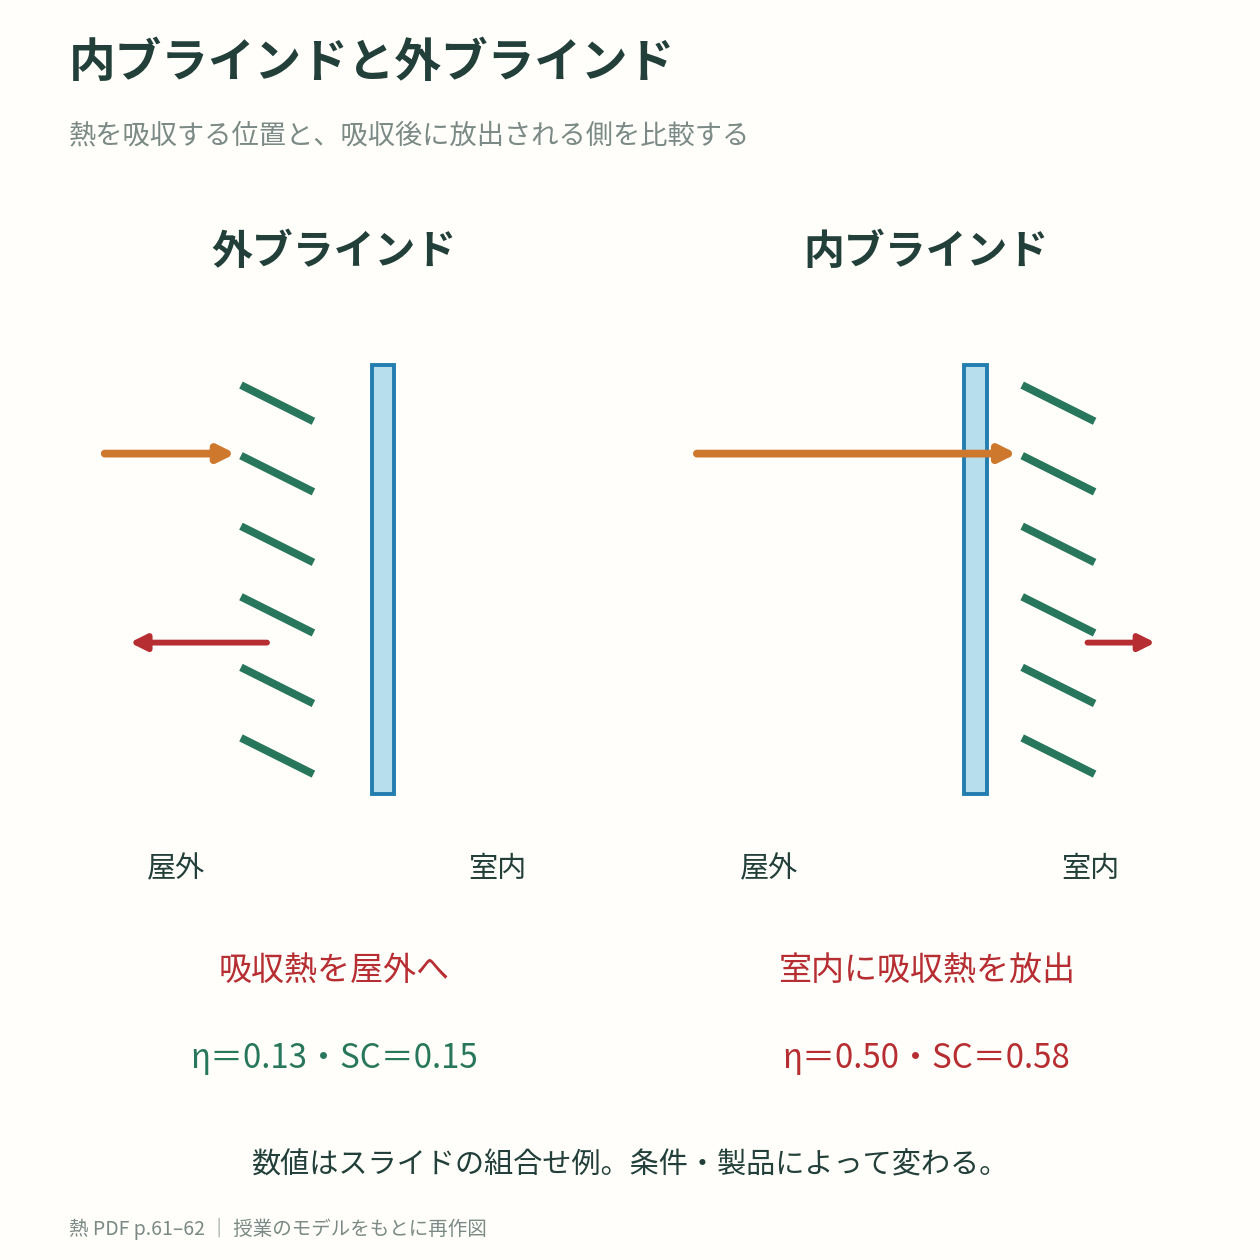 内ブラインドと外ブラインド
熱を吸収する位置と、吸収後に放出される側を比較する
外ブラインド
内ブラインド
屋外
室内
屋外
室内
吸収熱を屋外へ
室内に吸収熱を放出
η＝0.13・SC＝0.15
η＝0.50・SC＝0.58
数値はスライドの組合せ例。条件・製品によって変わる。
熱 PDF p.61–62 ｜ 授業のモデルをもとに再作図